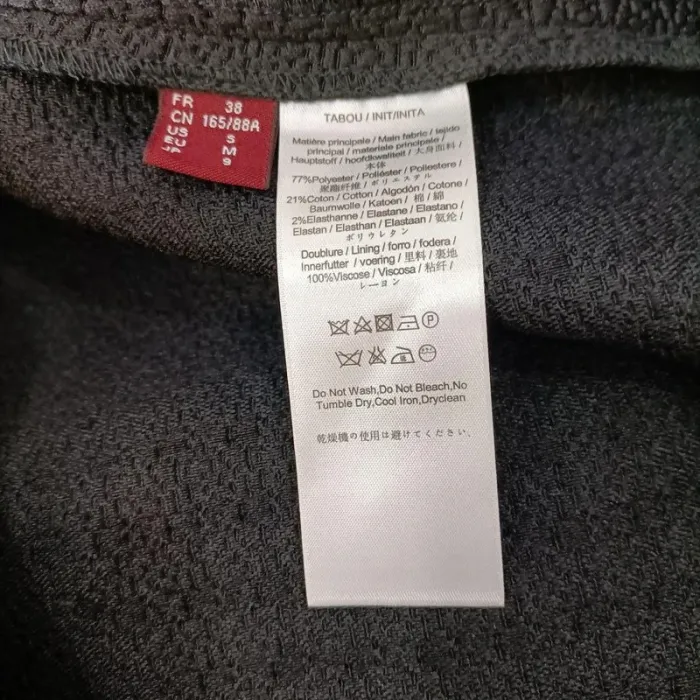 FR 38
CN 165/88A
US S
EU M
JP 9
TABOU / INIT/INITA
Matière principale / Main fabric / tejido
principal / materiale principale /
Hauptstoff / hoofdkwaliteit / 大身面料 /
本体
77%Polyester / Poliéster / Poliestere /
聚酯纤维 / ポリエステル
21%Coton / Cotton / Algodón / Cotone /
Baumwolle / Katoen / 棉 / 綿
2%Elasthanne / Elastane / Elastano /
Elastan / Elasthan / Elastaan / 氨纶 /
ポリウレタン
Doublure / Lining / forro / fodera /
Innerfutter / voering / 里料 / 裏地
100%Viscose / Viscosa / 粘纤 /
レーヨン
P
Do Not Wash,Do Not Bleach,No
Tumble Dry,Cool Iron,Dryclean
乾燥機の使用は避けてください。